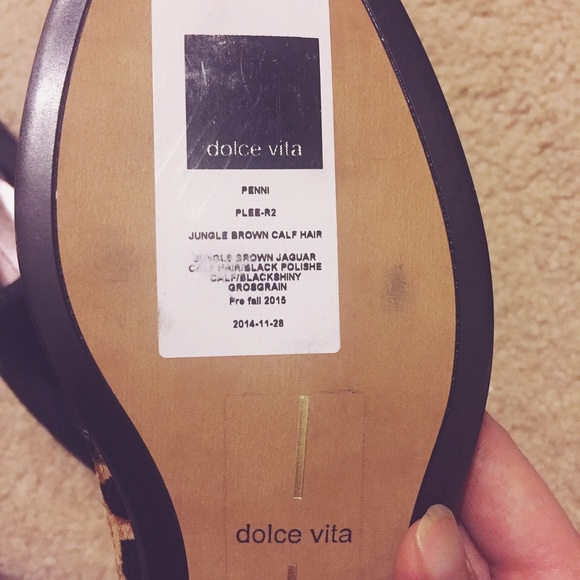 dolce vita
PENNI
PLEE-R2
JUNGLE BROWN CALF HAIR
JUNGLE BROWN JAGUAR
CALF HAIR/BLACK POLISHE
CALF/BLACKSHINY
GROSGRAIN
Pre fall 2015
2014-11-28
dolce vita